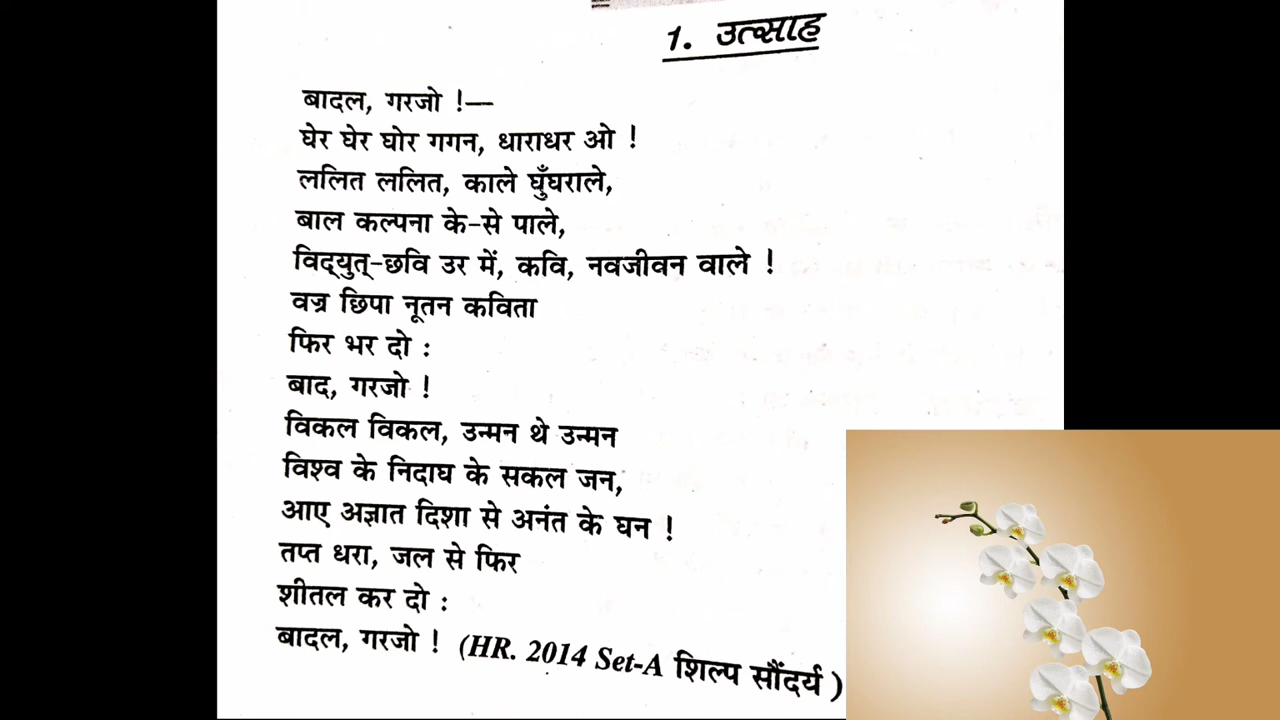 1. उत्साह
बादल, गरजो !—
घेर घेर घोर गगन, धाराधर ओ !
ललित ललित, काले घुँघराले,
बाल कल्पना के-से पाले,
विद्‌युत्-छवि उर में, कवि, नवजीवन वाले !
वज्र छिपा नूतन कविता
फिर भर दो :
बाद, गरजो !
विकल विकल, उन्मन थे उन्मन
विश्व के निदाघ के सकल जन,
आए अज्ञात दिशा से अनंत के घन !
तप्त धरा, जल से फिर
शीतल कर दो :
बादल, गरजो ! (HR. 2014 Set-A शिल्प सौंदर्य )